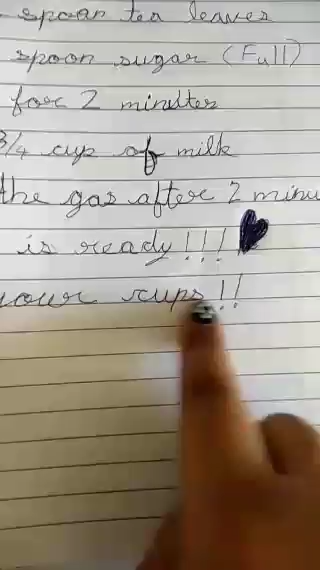 spoon tea leaves
spoon sugar (Full)
for 2 minutes
3/4 cup of milk
the gas after 2 minu
is ready!!!
your cups!!